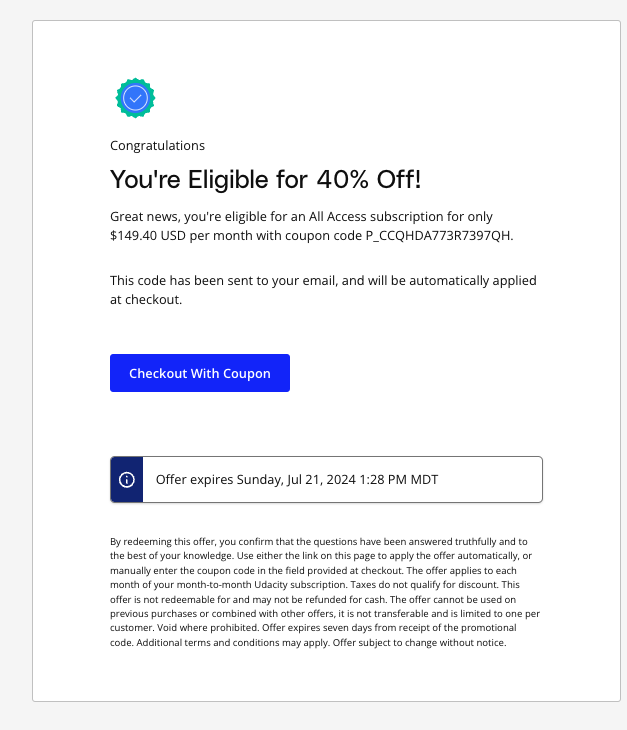 Congratulations
You're Eligible for 40% Off!
Great news, you're eligible for an All Access subscription for only
$149.40 USD per month with coupon code P_CCQHDA773R7397QH.
This code has been sent to your email, and will be automatically applied
at checkout.
Checkout With Coupon
Offer expires Sunday, Jul 21, 2024 1:28 PM MDT
By redeeming this offer, you confirm that the questions have been answered truthfully and to
the best of your knowledge. Use either the link on this page to apply the offer automatically, or
manually enter the coupon code in the field provided at checkout. The offer applies to each
month of your month-to-month Udacity subscription. Taxes do not qualify for discount. This
offer is not redeemable for and may not be refunded for cash. The offer cannot be used on
previous purchases or combined with other offers, it is not transferable and is limited to one per
customer. Void where prohibited. Offer expires seven days from receipt of the promotional
code. Additional terms and conditions may apply. Offer subject to change without notice.